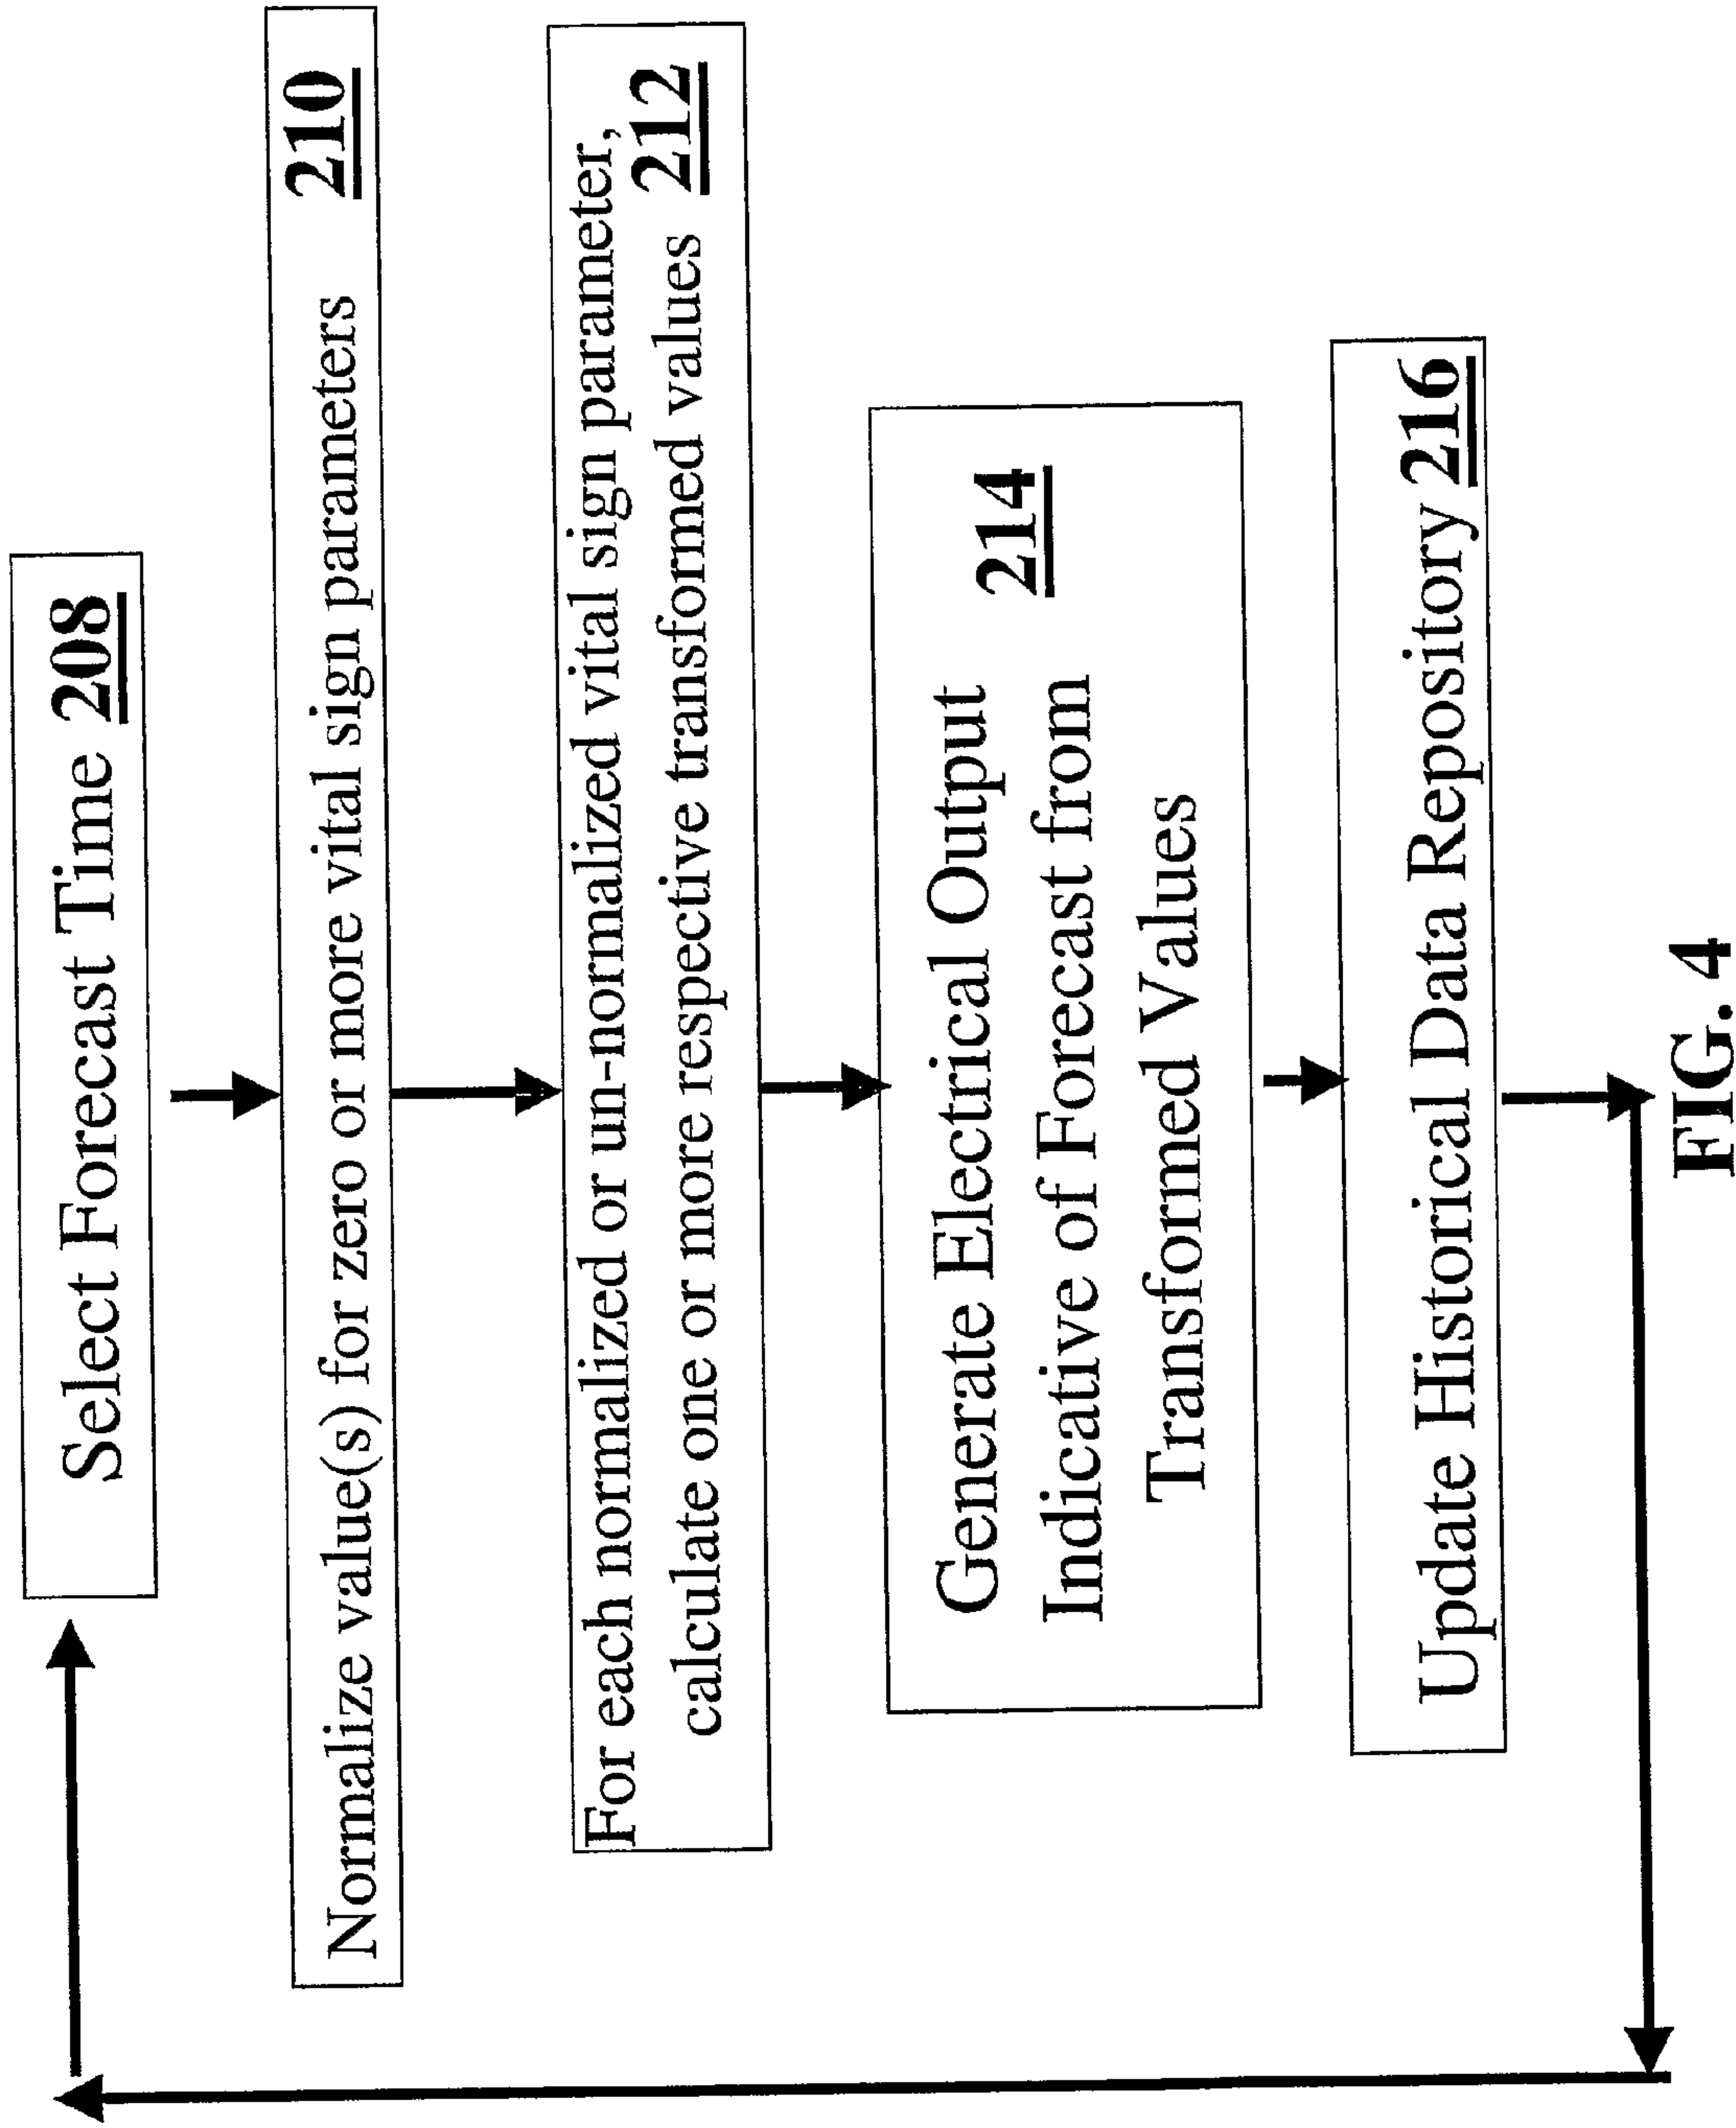 Select Forecast Time 208
Normalize value(s) for zero or more vital sign parameters 210
For each normalized or un-normalized vital sign parameter,
calculate one or more respective transformed values 212
Generate Electrical Output
Indicative of Forecast from 214
Transformed Values
Update Historical Data Repository 216
FIG. 4